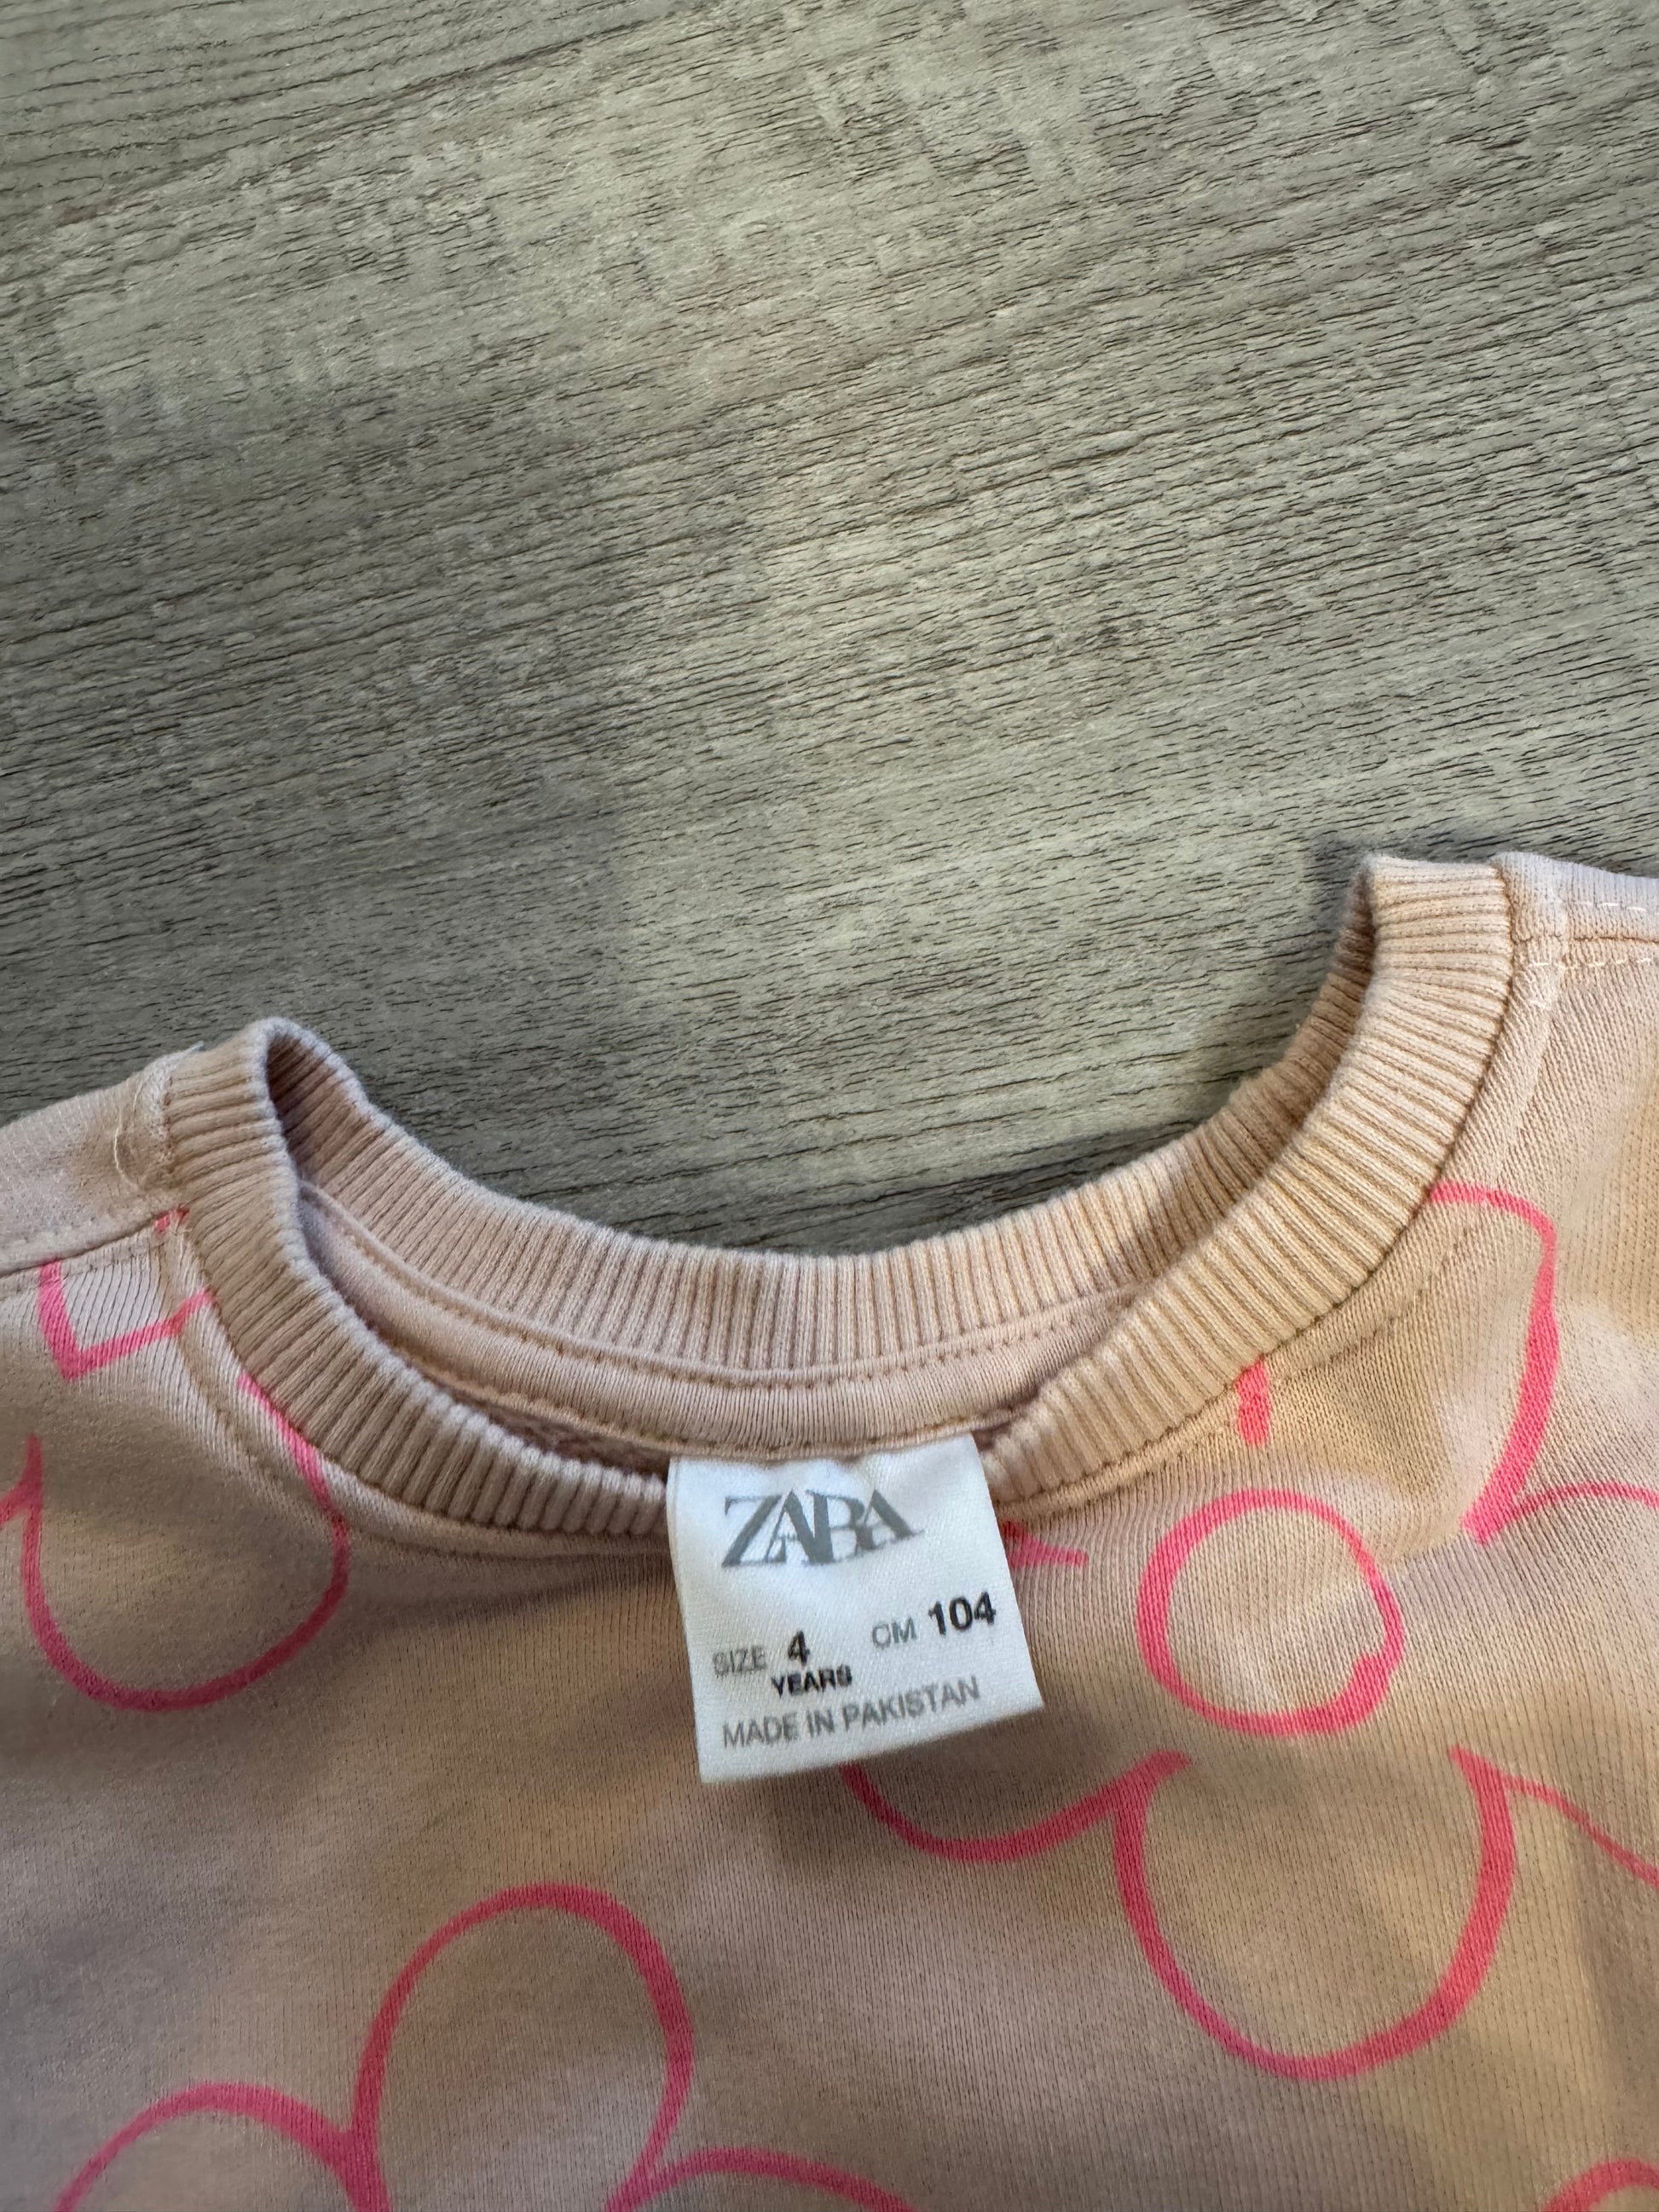 ZARA
SIZE 4 CM 104
YEARS
MADE IN PAKISTAN